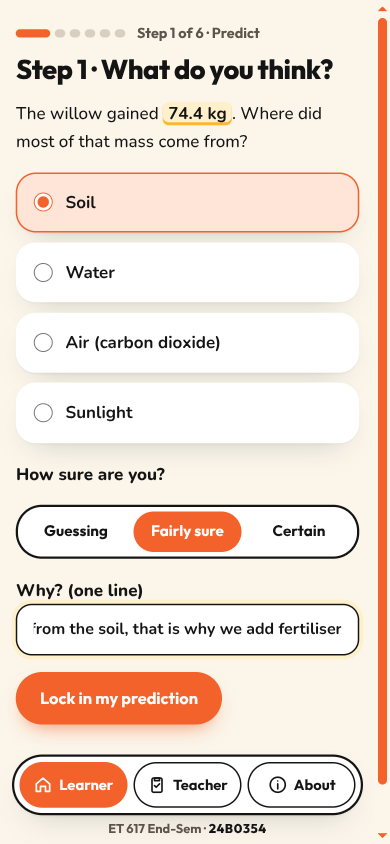 Step 1 of 6 · Predict
Step 1 · What do you think?
The willow gained 74.4 kg. Where did
most of that mass come from?
Soil
Water
Air (carbon dioxide)
Sunlight
How sure are you?
Guessing Fairly sure Certain
Why? (one line)
from the soil, that is why we add fertiliser
Lock in my prediction
Learner Teacher About
ET 617 End-Sem · 24B0354